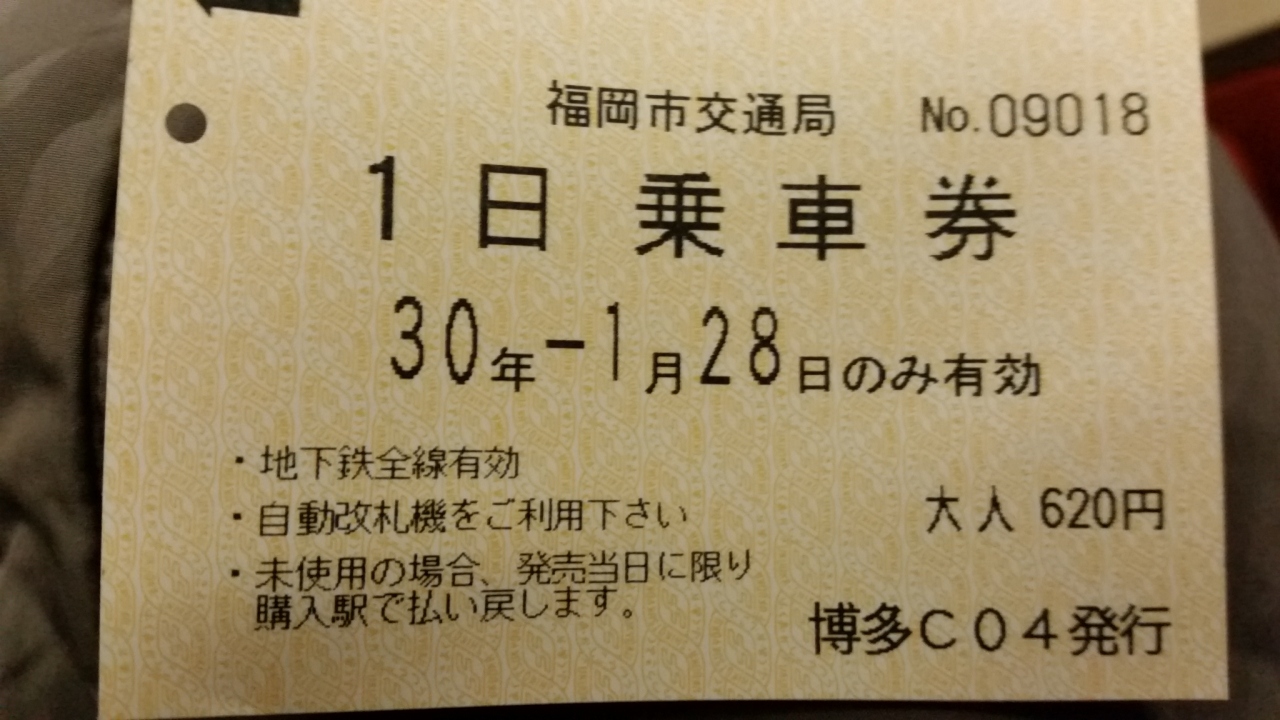 福岡市交通局 No.09018
1日乗車券
30年-1月28日のみ有効
・地下鉄全線有効
・自動改札機をご利用下さい
大人 620円
・未使用の場合、発売当日に限り
購入駅で払い戻します。
博多C04発行